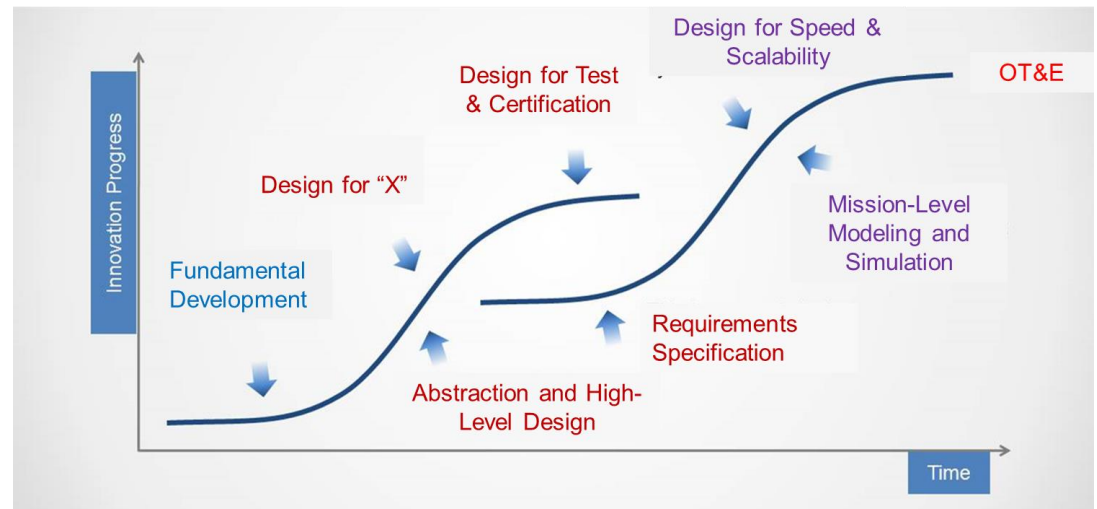 Design for Speed &
Scalability
OT&E
Design for Test
& Certification
Innovation Progress
Design for “X”
Mission-Level
Modeling and
Simulation
Fundamental
Development
Requirements
Specification
Abstraction and High-
Level Design
Time